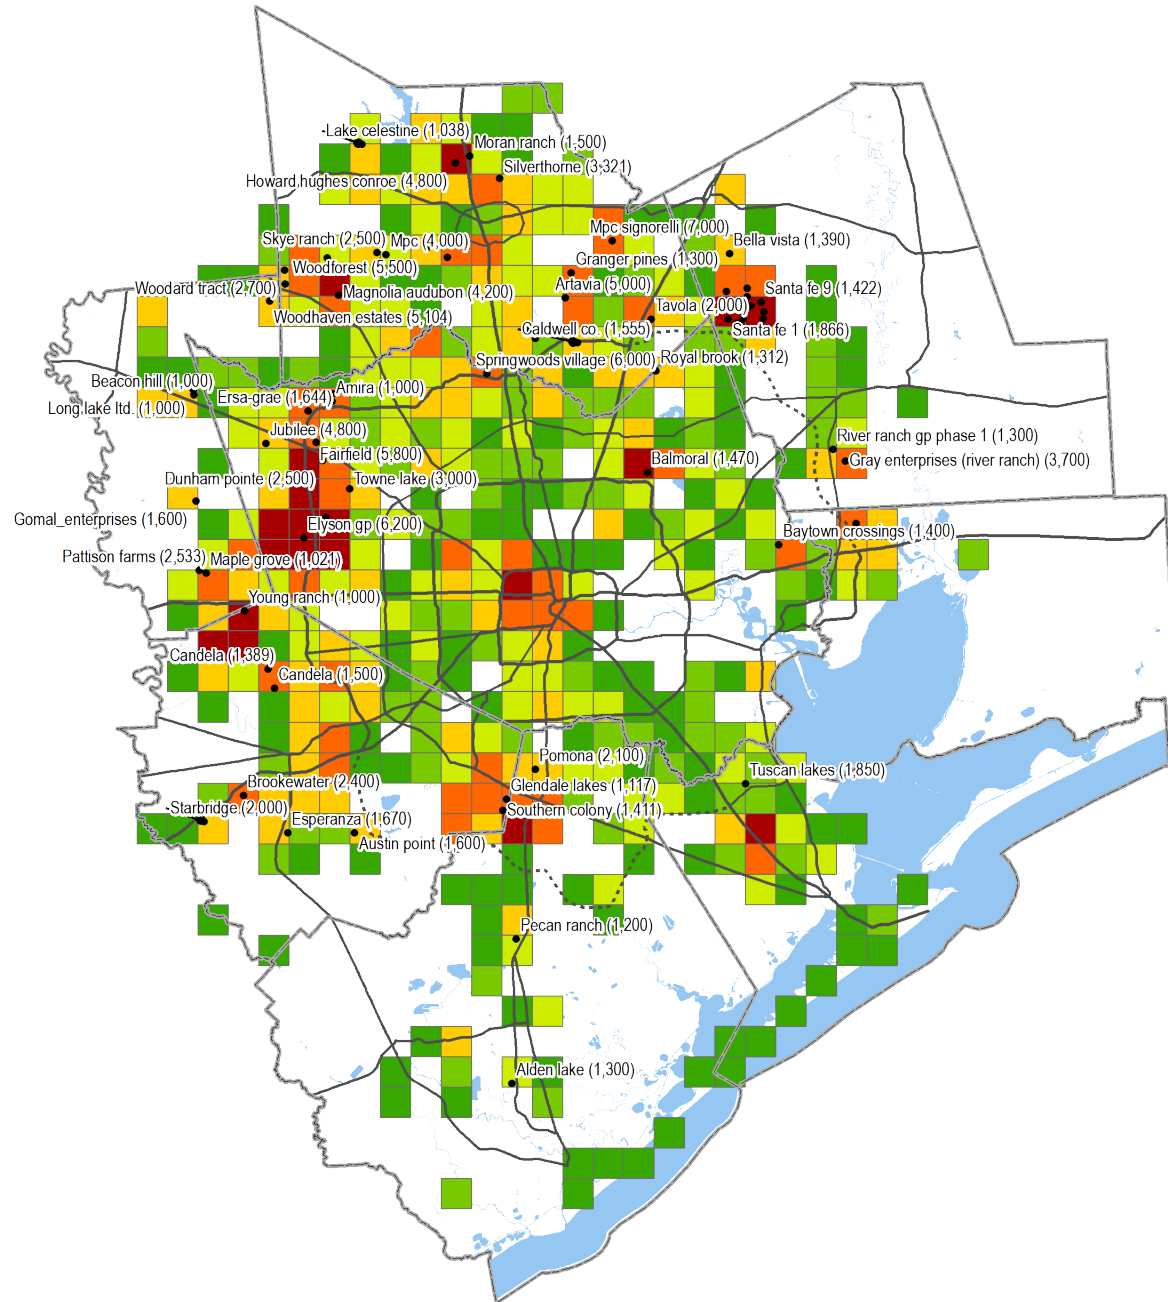 Lake celestine (1,038)
Moran ranch (1,500)
Silverthorne (3,321)
Howard hughes conroe (4,800)
Mpc signorelli (7,000)
Skye ranch (2,500)
Mpc (4,000)
Bella vista (1,390)
Granger pines (1,300)
Woodforest (5,500)
Artavia (5,000)
Woodard tract (2,700)
Magnolia audubon (4,200)
Santa fe 9 (1,422)
Tavola (2,000)
Woodhaven estates (5,104)
Caldwell co. (1,555)
Santa fe 1 (1,866)
Springwoods village (6,000)
Royal brook (1,312)
Beacon hill (1,000)
Amira (1,000)
Ersa-grae (1,644)
Long lake ltd. (1,000)
Jubilee (4,800)
River ranch gp phase 1 (1,300)
Fairfield (5,800)
Balmoral (1,470)
Gray enterprises (river ranch) (3,700)
Dunham pointe (2,500)
Towne lake (3,000)
Gomal_enterprises (1,600)
Elyson gp (6,200)
Baytown crossings (1,400)
Pattison farms (2,533)
Maple grove (1,021)
Young ranch (1,000)
Candela (1,389)
Candela (1,500)
Pomona (2,100)
Tuscan lakes (1,850)
Brookewater (2,400)
Glendale lakes (1,117)
Starbridge (2,000)
Southern colony (1,411)
Esperanza (1,670)
Austin point (1,600)
Pecan ranch (1,200)
Alden lake (1,300)